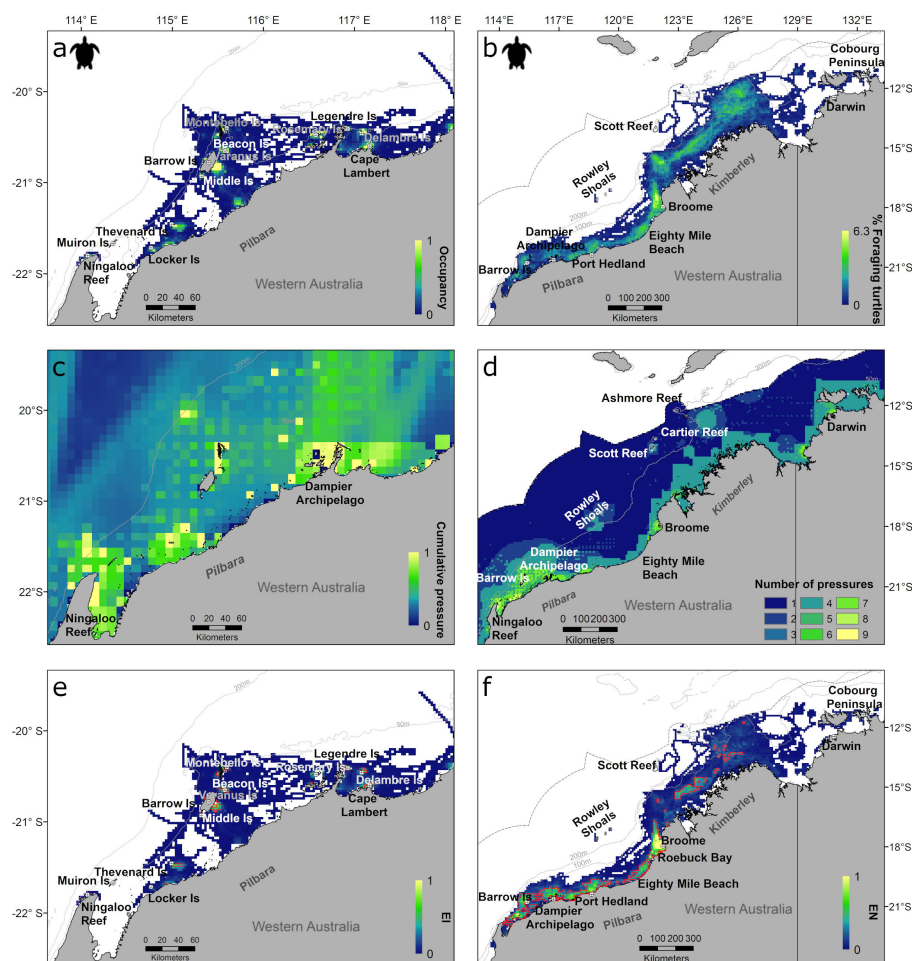 114° 115° 116° 117° 118° E
117°E 120°E 123°E 126°E 129°E 132°E
a
200m
50m
-20° S
-21° S
-22° S
Legendre Is
Montebello Is
Rosemary Is
Delambre Is
Beacon Is
Varanus Is
Barrow Is
Cape
Lambert
Middle Is
Thevenard Is
Muiron Is
Locker Is
Ningaloo
Reef
Pilbara
Western Australia
0 20 40 60
Kilometers
1
0
Occupancy
b
Cobourg
Peninsula
Darwin
12°S
15°S
18°S
21°S
Scott Reef
Rowley
Shoals
200m
100m
Kimberley
Broome
Dampier
Archipelago
Eighty Mile
Beach
Barrow Is
Port Hedland
Pilbara
Western Australia
0 100 200 300
Kilometers
6.3
0
% Foraging turtles
c
200m
20°S
21°S
22°S
Dampier
Archipelago
Pilbara
Western Australia
Ningaloo
Reef
0 20 40 60
Kilometers
1
0
Cumulative pressure
d
200m
50m
Ashmore Reef
Cartier Reef
Scott Reef
Darwin
12°S
15°S
18°S
21°S
Kimberley
Rowley
Shoals
Broome
Dampier
Archipelago
Eighty Mile
Beach
Barrow Is
Pilbara
Western Australia
Ningaloo
Reef
0 100 200 300
Kilometers
Number of pressures
1 4 7
2 5 8
3 6 9
e
200m
50m
-20° S
-21° S
-22° S
Legendre Is
Montebello Is
Rosemary Is
Delambre Is
Beacon Is
Varanus Is
Barrow Is
Cape
Lambert
Middle Is
Thevenard Is
Muiron Is
Locker Is
Ningaloo
Reef
Pilbara
Western Australia
0 20 40 60
Kilometers
1
0
EI
f
Cobourg
Peninsula
Darwin
12°S
15°S
18°S
21°S
Scott Reef
Rowley
Shoals
200m
100m
Kimberley
Broome
Roebuck Bay
Eighty Mile Beach
Barrow Is
Port Hedland
Dampier
Archipelago
Pilbara
Western Australia
0 100 200 300
Kilometers
1
0
EN